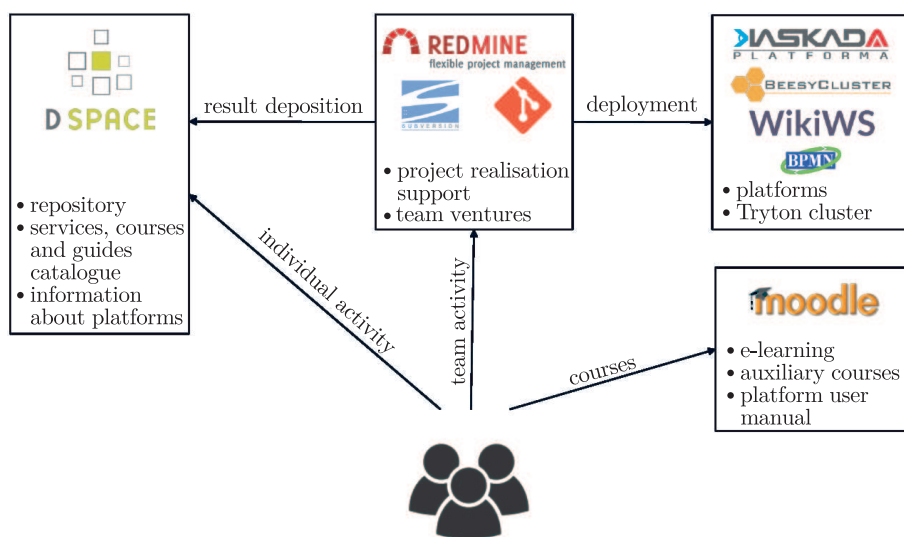 D SPACE
• repository
• services, courses
and guides
catalogue
• information
about platforms
result deposition
REDMINE
flexible project management
SUBVERSION
• project realisation
support
• team ventures
deployment
KASKADA
PLATFORMA
BEESYCLUSTER
WikiWS
BPMN
• platforms
• Tryton cluster
individual activity
team activity
courses
moodle
• e-learning
• auxiliary courses
• platform user
manual